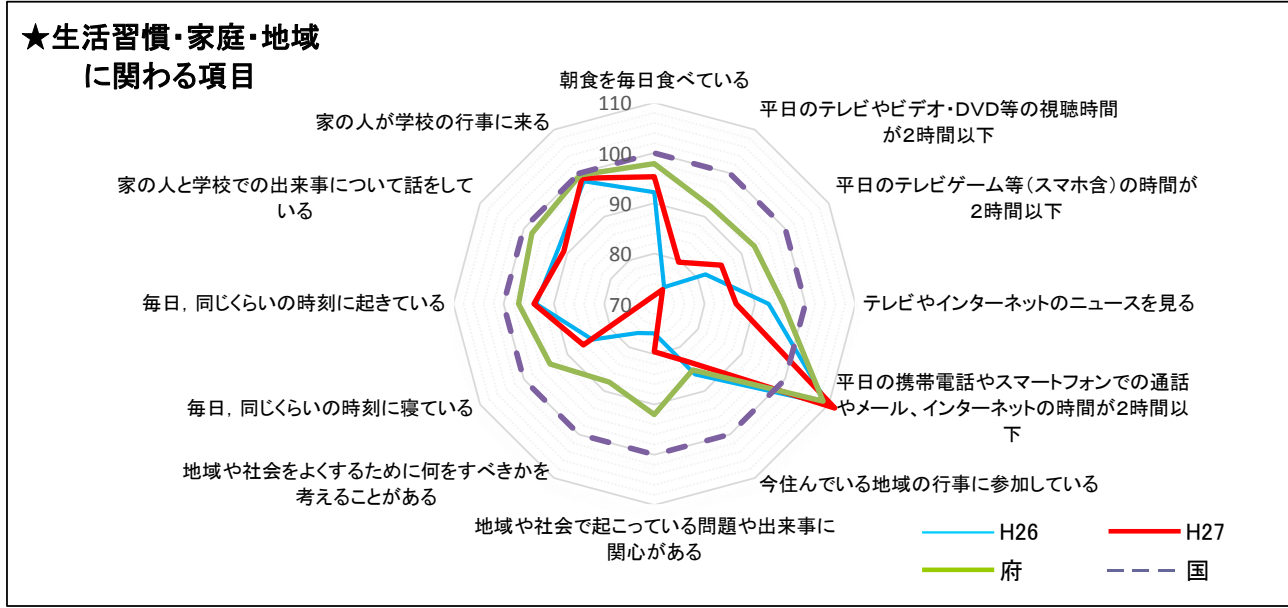 ★生活習慣・家庭・地域
に関わる項目
朝食を毎日食べている
平日のテレビやビデオ・DVD等の視聴時間
が2時間以下
平日のテレビゲーム等(スマホ含)の時間が
2時間以下
テレビやインターネットのニュースを見る
平日の携帯電話やスマートフォンでの通話
やメール、インターネットの時間が2時間以
下
今住んでいる地域の行事に参加している
地域や社会で起こっている問題や出来事に
関心がある
地域や社会をよくするために何をすべきかを
考えることがある
毎日,同じくらいの時刻に寝ている
毎日,同じくらいの時刻に起きている
家の人と学校での出来事について話をして
いる
家の人が学校の行事に来る
110
100
90
80
70
H26
H27
府
国